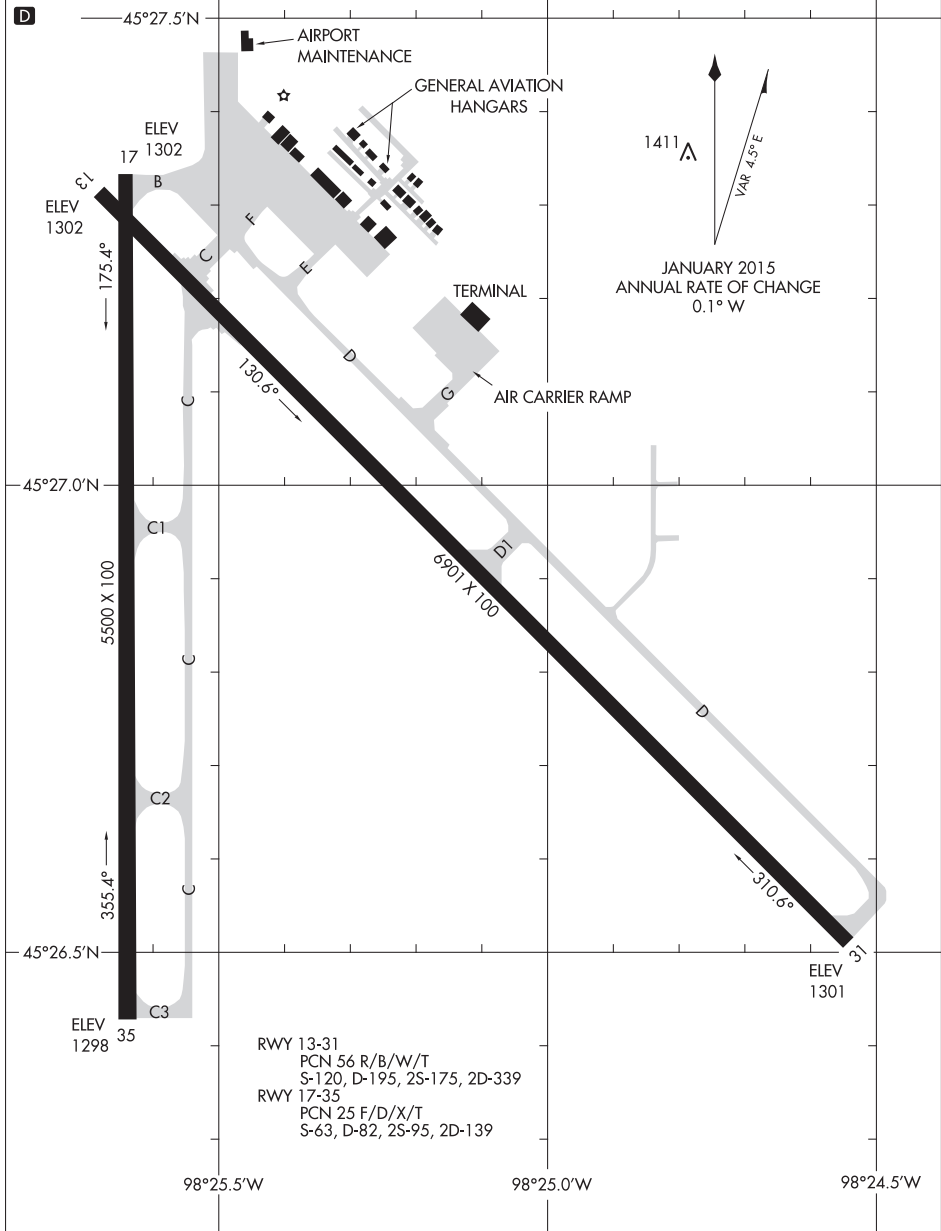 D
45°27.5'N
AIRPORT
MAINTENANCE
GENERAL AVIATION
HANGARS
1411
VAR 4.5° E
JANUARY 2015
ANNUAL RATE OF CHANGE
0.1° W
ELEV
1302
17
B
13
ELEV
1302
175.4°
F
C
E
TERMINAL
D
130.6°
G
AIR CARRIER RAMP
C
45°27.0'N
C1
D1
6901 X 100
5500 X 100
C
D
C2
355.4°
C
310.6°
45°26.5'N
31
ELEV
1301
C3
ELEV
1298
35
RWY 13-31
PCN 56 R/B/W/T
S-120, D-195, 2S-175, 2D-339
RWY 17-35
PCN 25 F/D/X/T
S-63, D-82, 2S-95, 2D-139
98°25.5'W
98°25.0'W
98°24.5'W